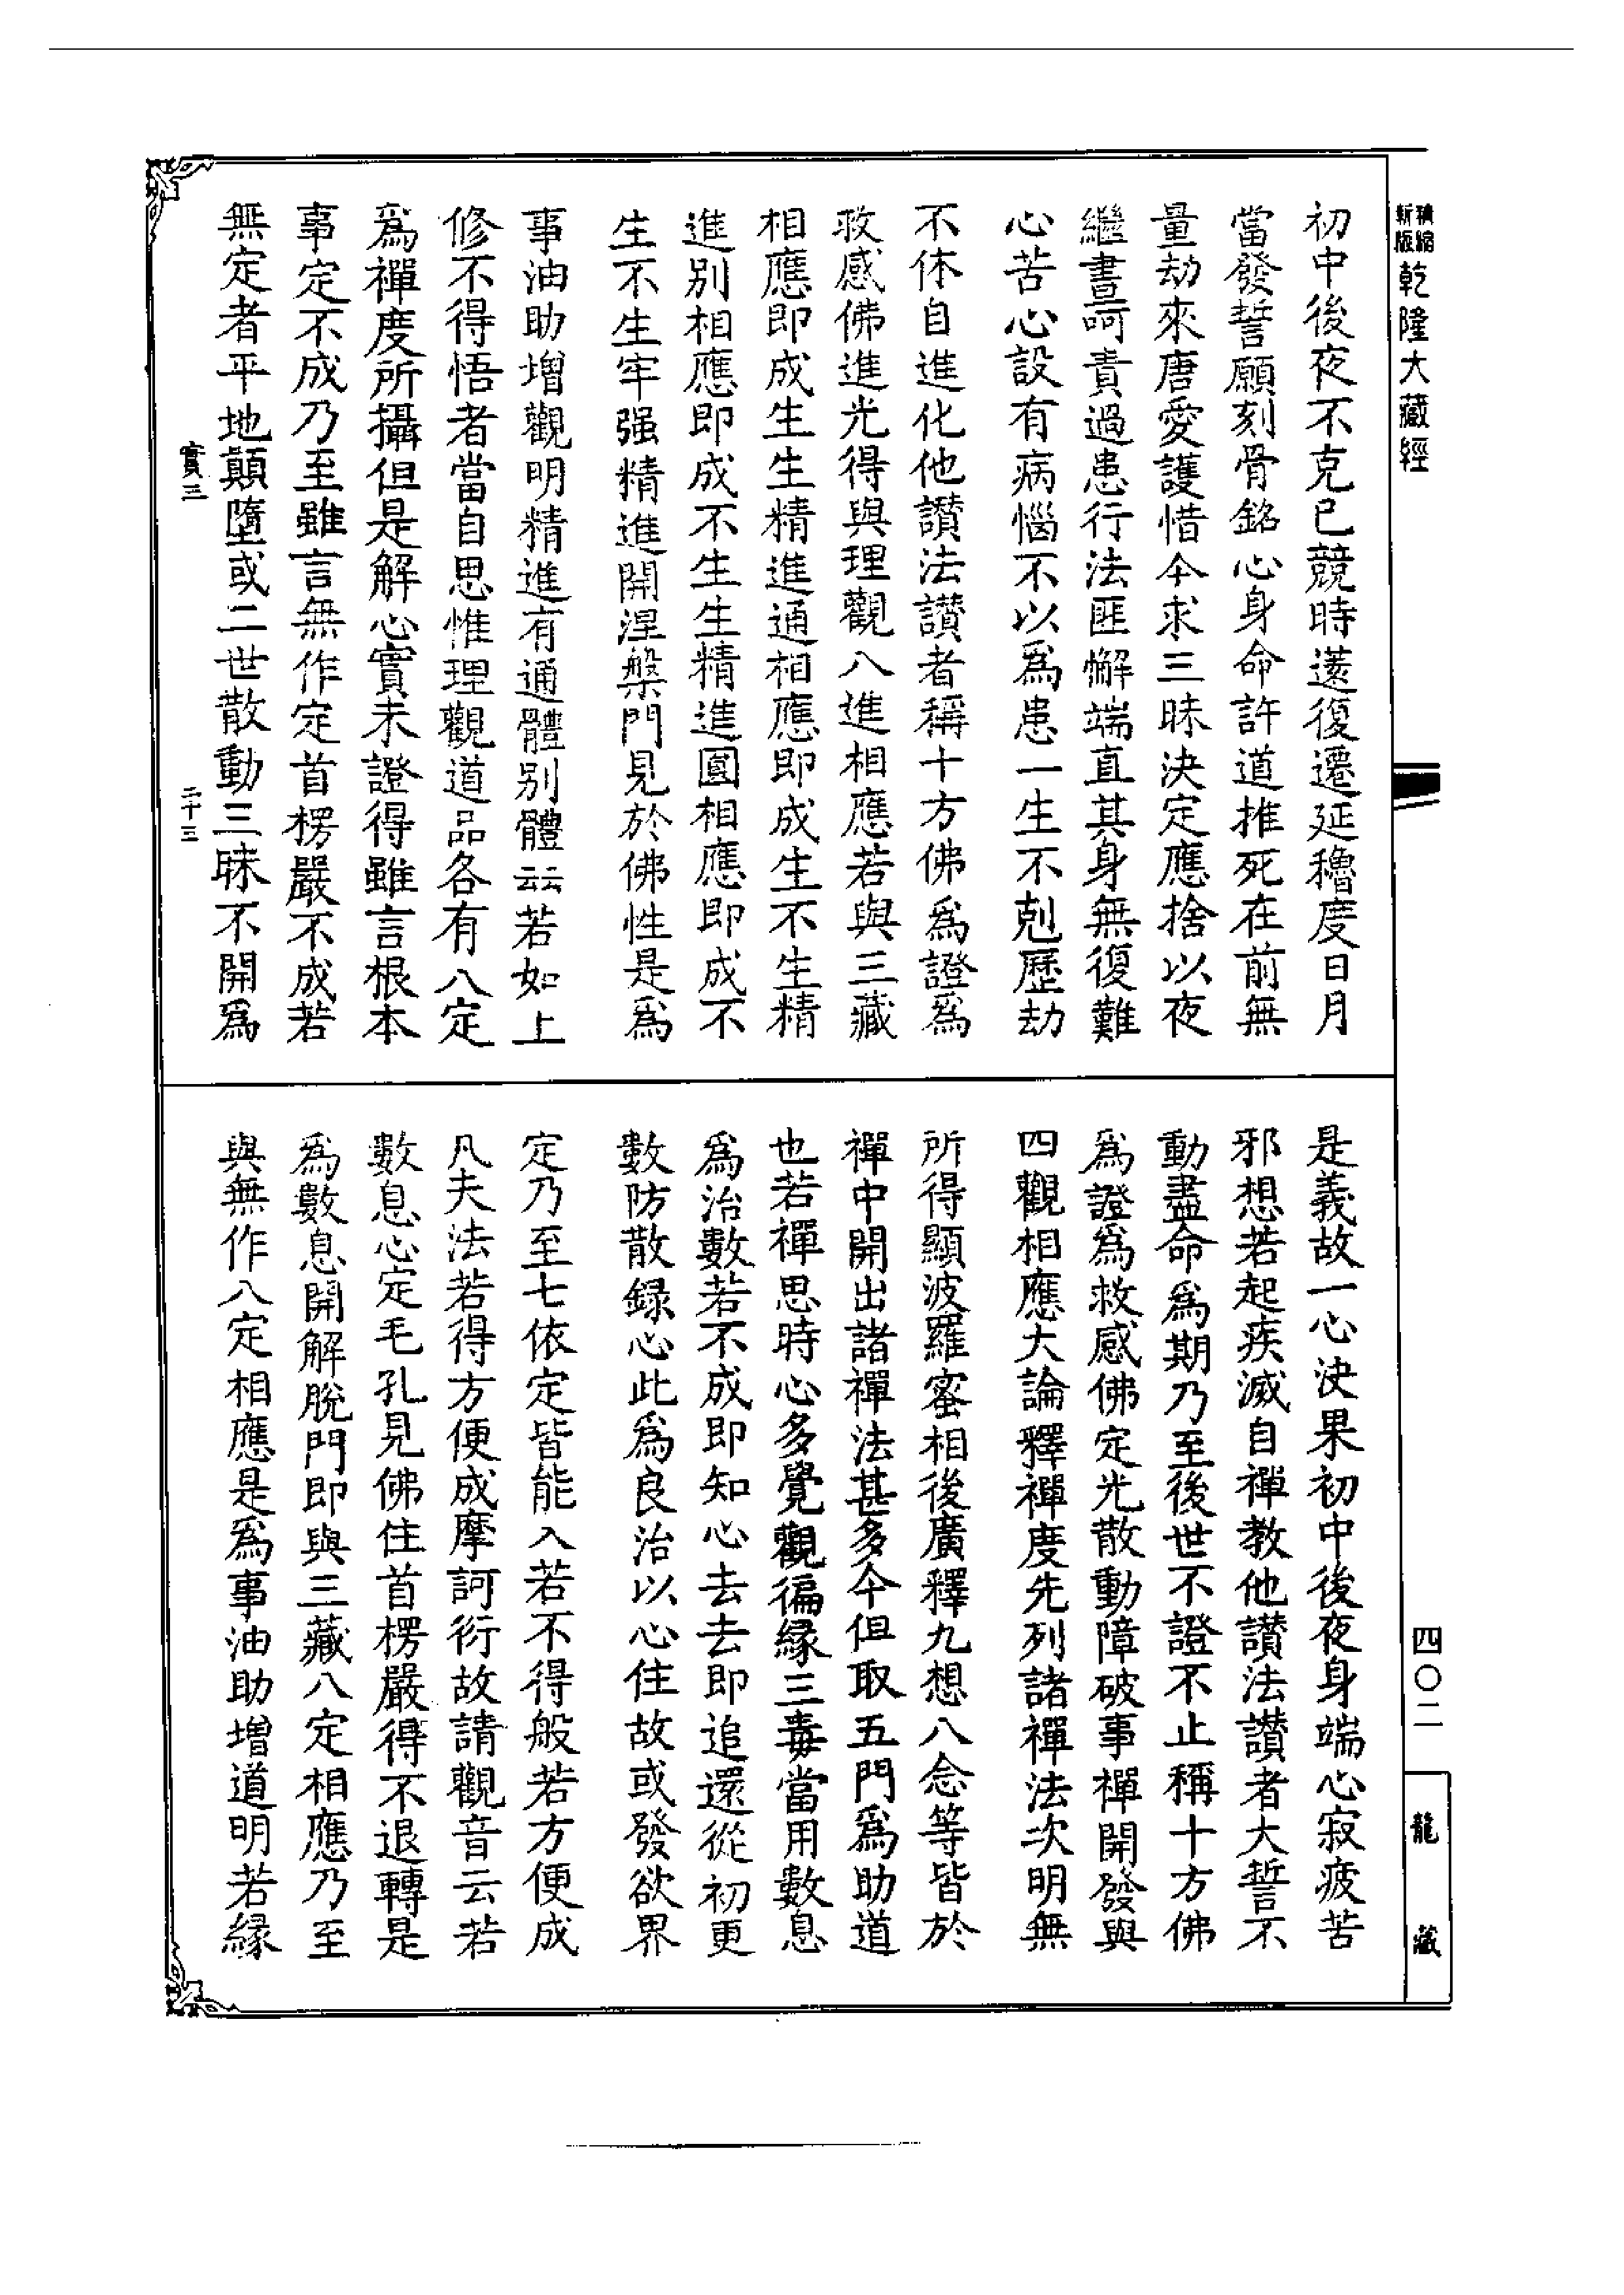 精縮新版乾隆大藏經
初中後夜不克已競時遷復遷延穭度日月
當發誓願刻骨銘心身命許道推死在前無
量劫來唐愛護惜今求三昧決定應捨以夜
繼晝呵責過患行法匪懈端直其身無復難
心苦心設有病惱不以爲患一生不剋歷劫
不休自進化他讚法讚者稱十方佛爲證爲
救感佛進光得與理觀八進相應若與三藏
相應即成生生精進通相應即成生不生精
進別相應即成不生生精進圓相應即成不
生不生牢强精進開涅槃門見於佛性是爲
事油助增觀明精進有通體別體云云若如上
修不得悟者當自思惟理觀道品各有八定
爲禪度所攝但是解心實未證得雖言根本
事定不成乃至雖言無作定首楞嚴不成若
無定者平地顛墮或二世散動三昧不開爲
實三
二十三
是義故一心決果初中後夜身端心寂疲苦
邪想若起疾滅自禪教他讚法讚者大誓不
動盡命爲期乃至後世不證不止稱十方佛
爲證爲救感佛定光散動障破事禪開發與
四觀相應大論釋禪度先列諸禪法次明無
所得顯波羅蜜相後廣釋九想八念等皆於
禪中開出諸禪法甚多今但取五門爲助道
也若禪思時心多覺觀徧緣三毒當用數息
爲治數若不成即知心去去即追還從初更
數防散録心此爲良治以心住故或發欲界
定乃至七依定皆能入若不得般若方便成
凡夫法若得方便成摩訶衍故請觀音云若
數息心定毛孔見佛住首楞嚴得不退轉是
爲數息開解脫門即與三藏八定相應乃至
與無作八定相應是爲事油助增道明若緣
四〇二
龍藏